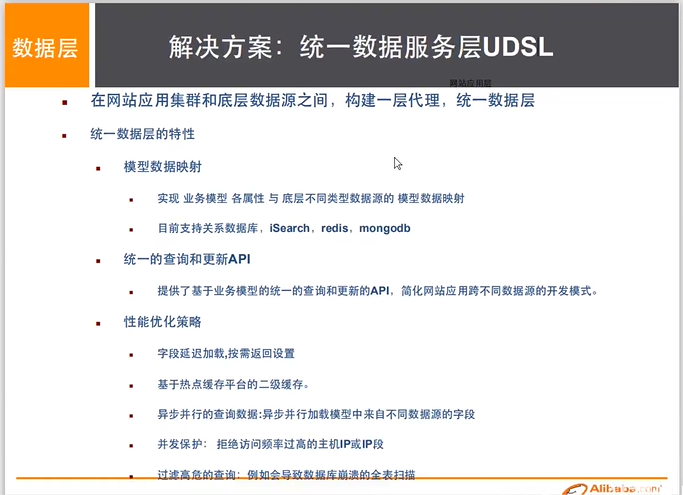 数据层
解决方案：统一数据服务层UDSL
网站应用层
在网站应用集群和底层数据源之间，构建一层代理，统一数据层
统一数据层的特性
模型数据映射
实现 业务模型 各属性 与 底层不同类型数据源的 模型数据映射
目前支持关系数据库，iSearch，redis，mongodb
统一的查询和更新API
提供了基于业务模型的统一的查询和更新的API，简化网站应用跨不同数据源的开发模式。
性能优化策略
字段延迟加载,按需返回设置
基于热点缓存平台的二级缓存。
异步并行的查询数据:异步并行加载模型中来自不同数据源的字段
并发保护： 拒绝访问频率过高的主机IP或IP段
过滤高危的查询：例如会导致数据库崩溃的全表扫描